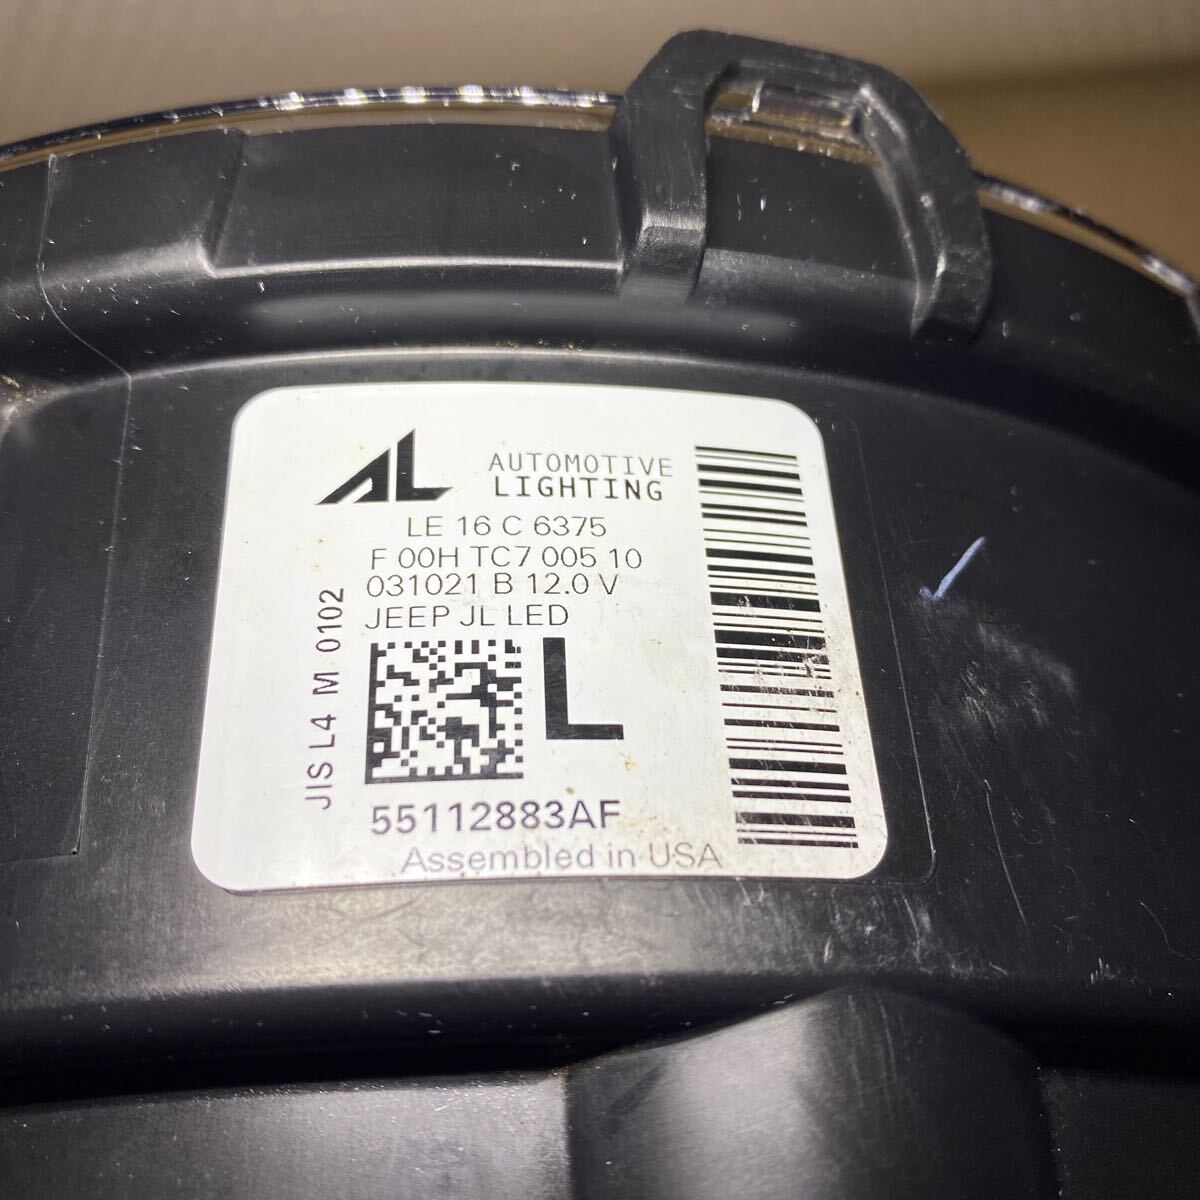 AL
AUTOMOTIVE
LIGHTING
LE 16 C 6375
F 00H TC7 005 10
031021 B 12.0 V
JEEP JL LED
JIS L4 M 0102
L
55112883AF
Assembled in USA